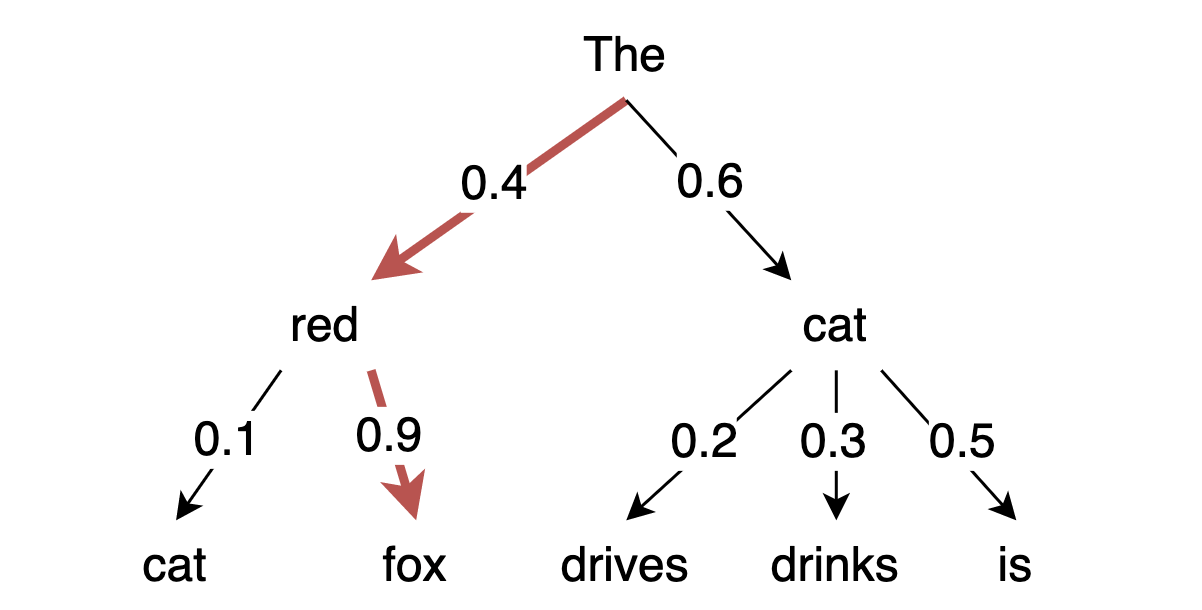 The
0.4 0.6
red cat
0.1 0.9 0.2 0.3 0.5
cat fox drives drinks is